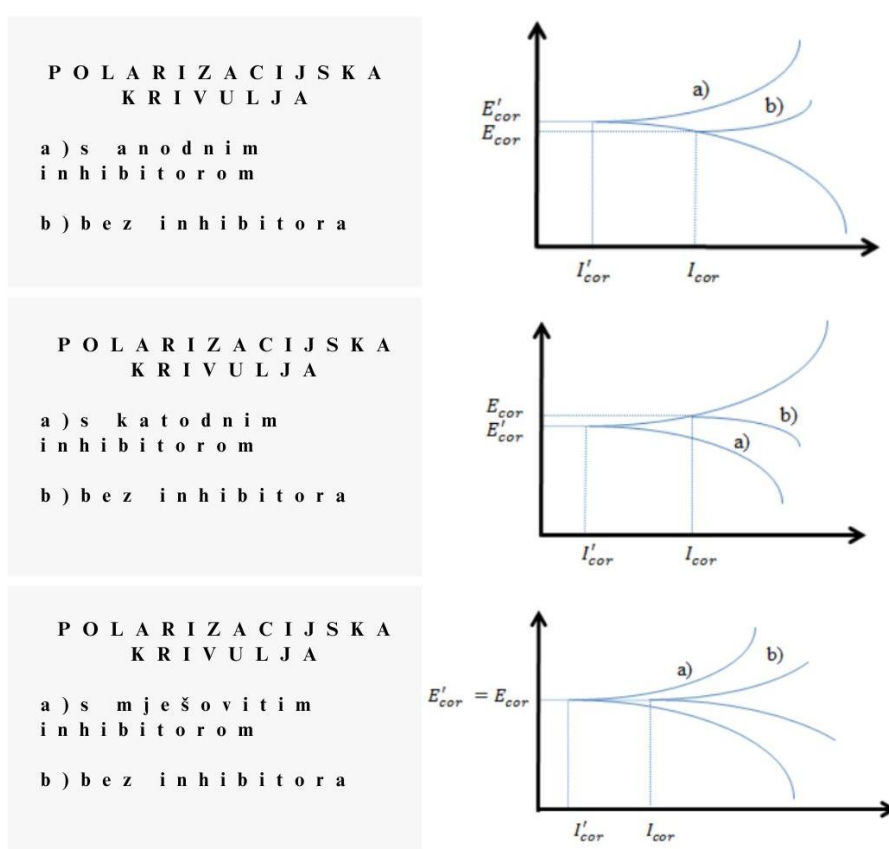 POLARIZACIJSKA
KRIVULJA
a)s anodnim
inhibitorom
b)bez inhibitora
a)
b)
E'cor
Ecor
I'cor
Icor
POLARIZACIJSKA
KRIVULJA
a)s katodnim
inhibitorom
b)bez inhibitora
Ecor
E'cor
b)
a)
I'cor
Icor
POLARIZACIJSKA
KRIVULJA
a)s mješovitim
inhibitorom
b)bez inhibitora
a)
b)
E'cor = Ecor
I'cor
Icor